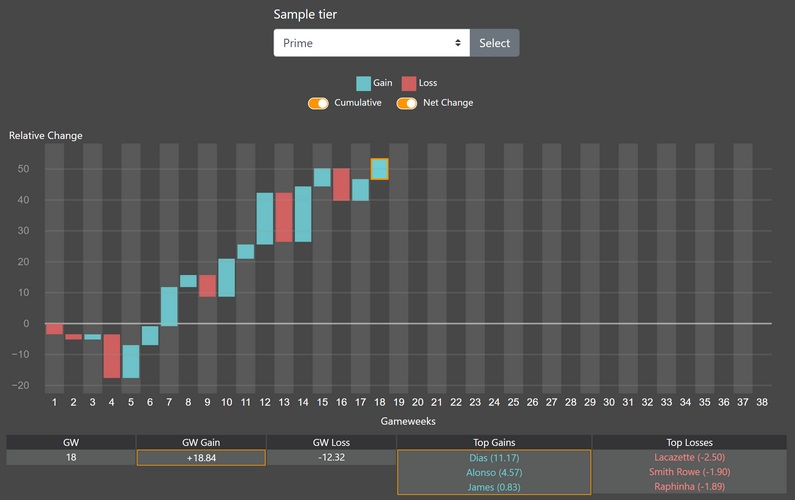 Sample tier
Prime Select
Gain Loss
Cumulative Net Change
Relative Change
50
40
30
20
10
0
−10
−20
1 2 3 4 5 6 7 8 9 10 11 12 13 14 15 16 17 18 19 20 21 22 23 24 25 26 27 28 29 30 31 32 33 34 35 36 37 38
Gameweeks
GW GW Gain GW Loss Top Gains Top Losses
18 +18.84 -12.32 Dias (11.17) Lacazette (-2.50)
Alonso (4.57) Smith Rowe (-1.90)
James (0.83) Raphinha (-1.89)